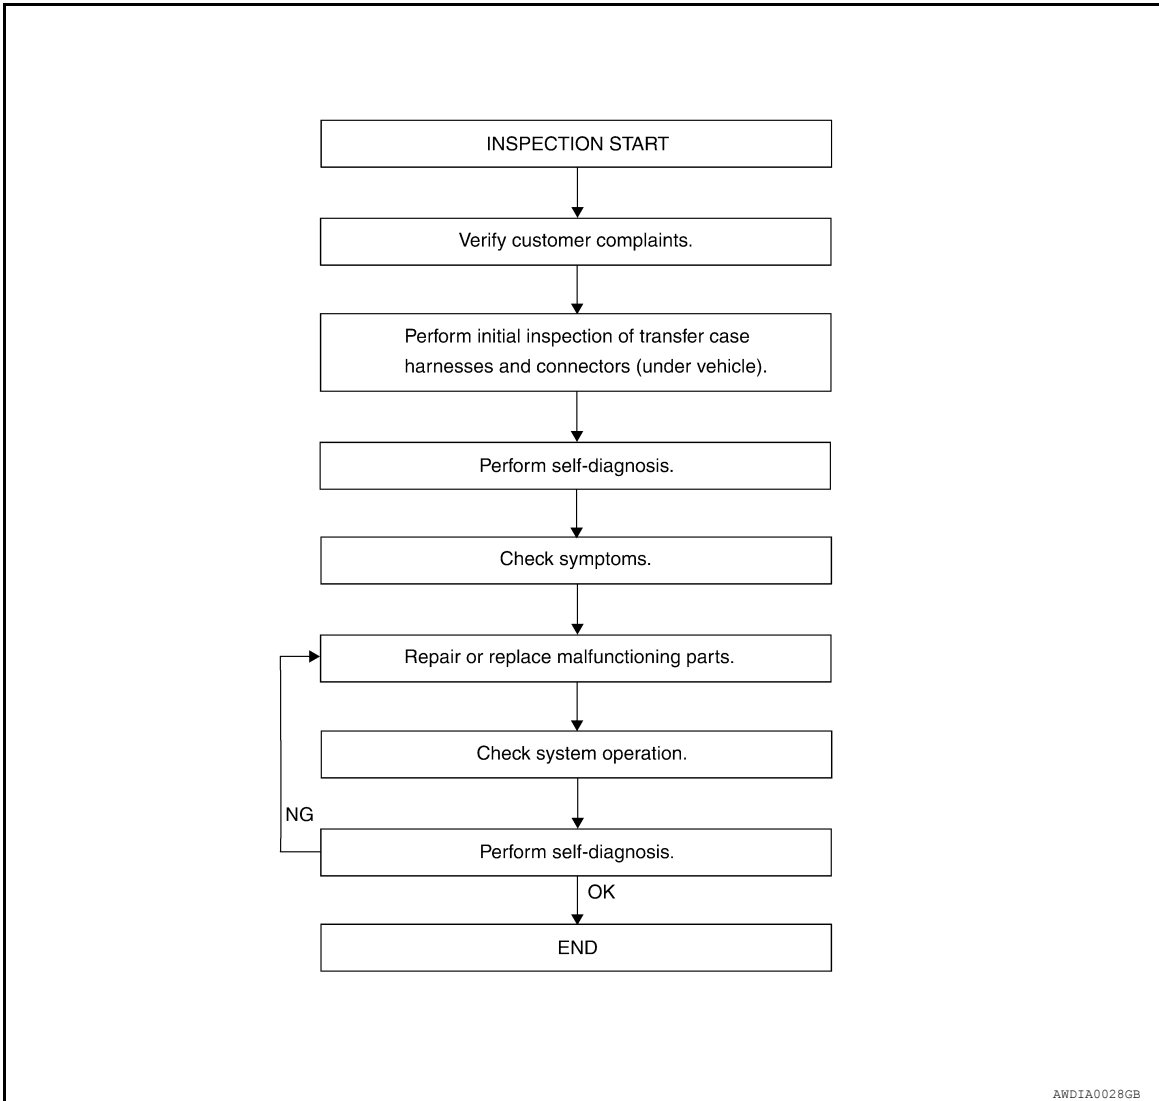 INSPECTION START
Verify customer complaints.
Perform initial inspection of transfer case
harnesses and connectors (under vehicle).
Perform self-diagnosis.
Check symptoms.
Repair or replace malfunctioning parts.
Check system operation.
NG
Perform self-diagnosis.
OK
END
AWDIA0028GB